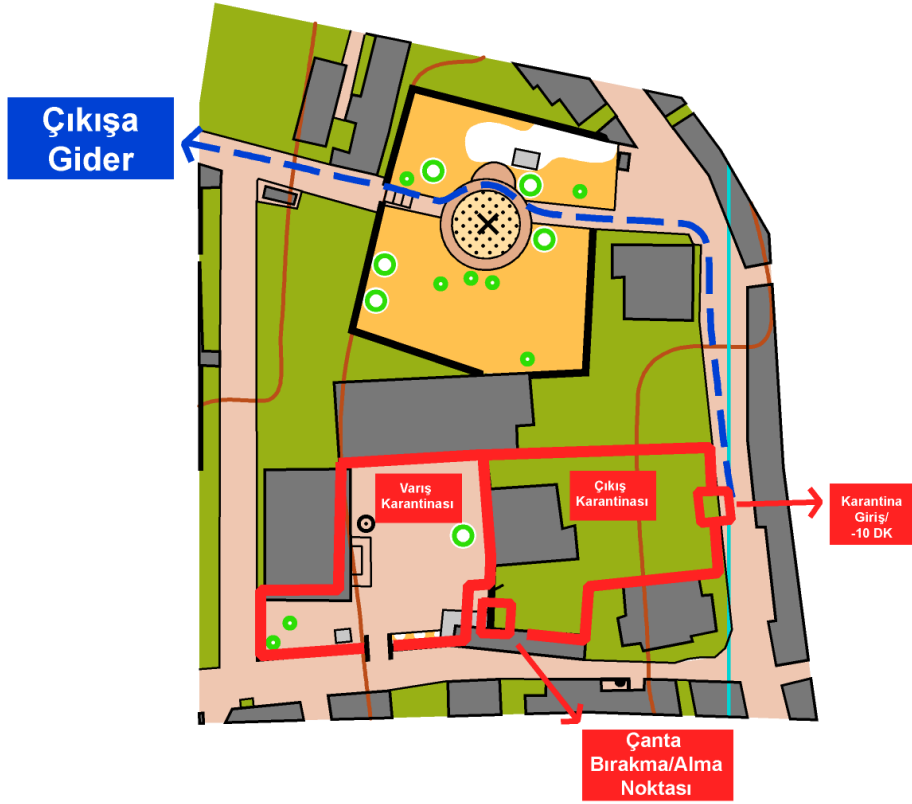 Çıkışa
Gider
Varış
Karantinası
Çıkış
Karantinası
Karantina
Giriş/
-10 DK
Çanta
Bırakma/Alma
Noktası